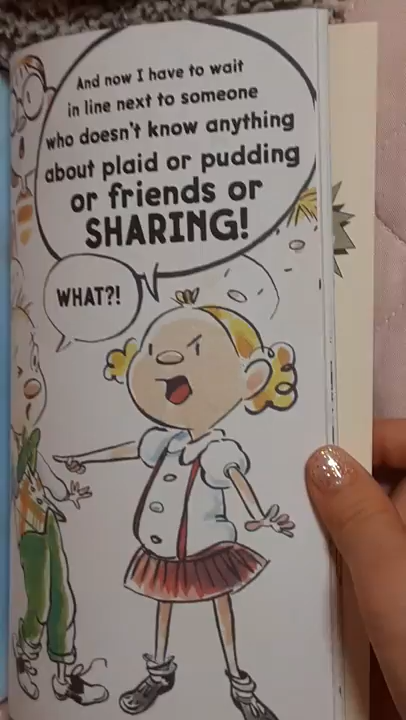 And now I have to wait
in line next to someone
who doesn't know anything
about plaid or pudding
or friends or
SHARING!
WHAT?!